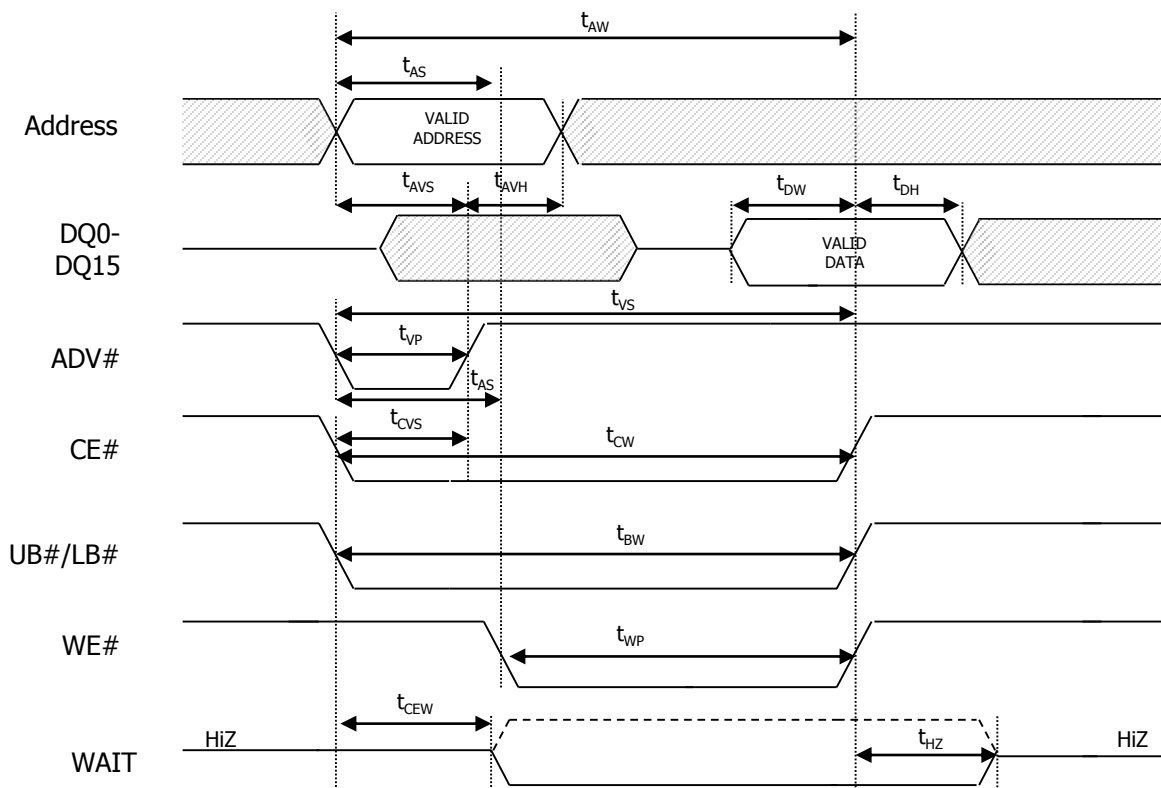 tAW
tAS
Address
VALID
ADDRESS
tAVS
tAVH
tDW
tDH
DQ0-
DQ15
VALID
DATA
tVS
ADV#
tVP
tAS
CE#
tCVS
tCW
UB#/LB#
tBW
WE#
tWP
tCEW
HiZ
tHZ
HiZ
WAIT